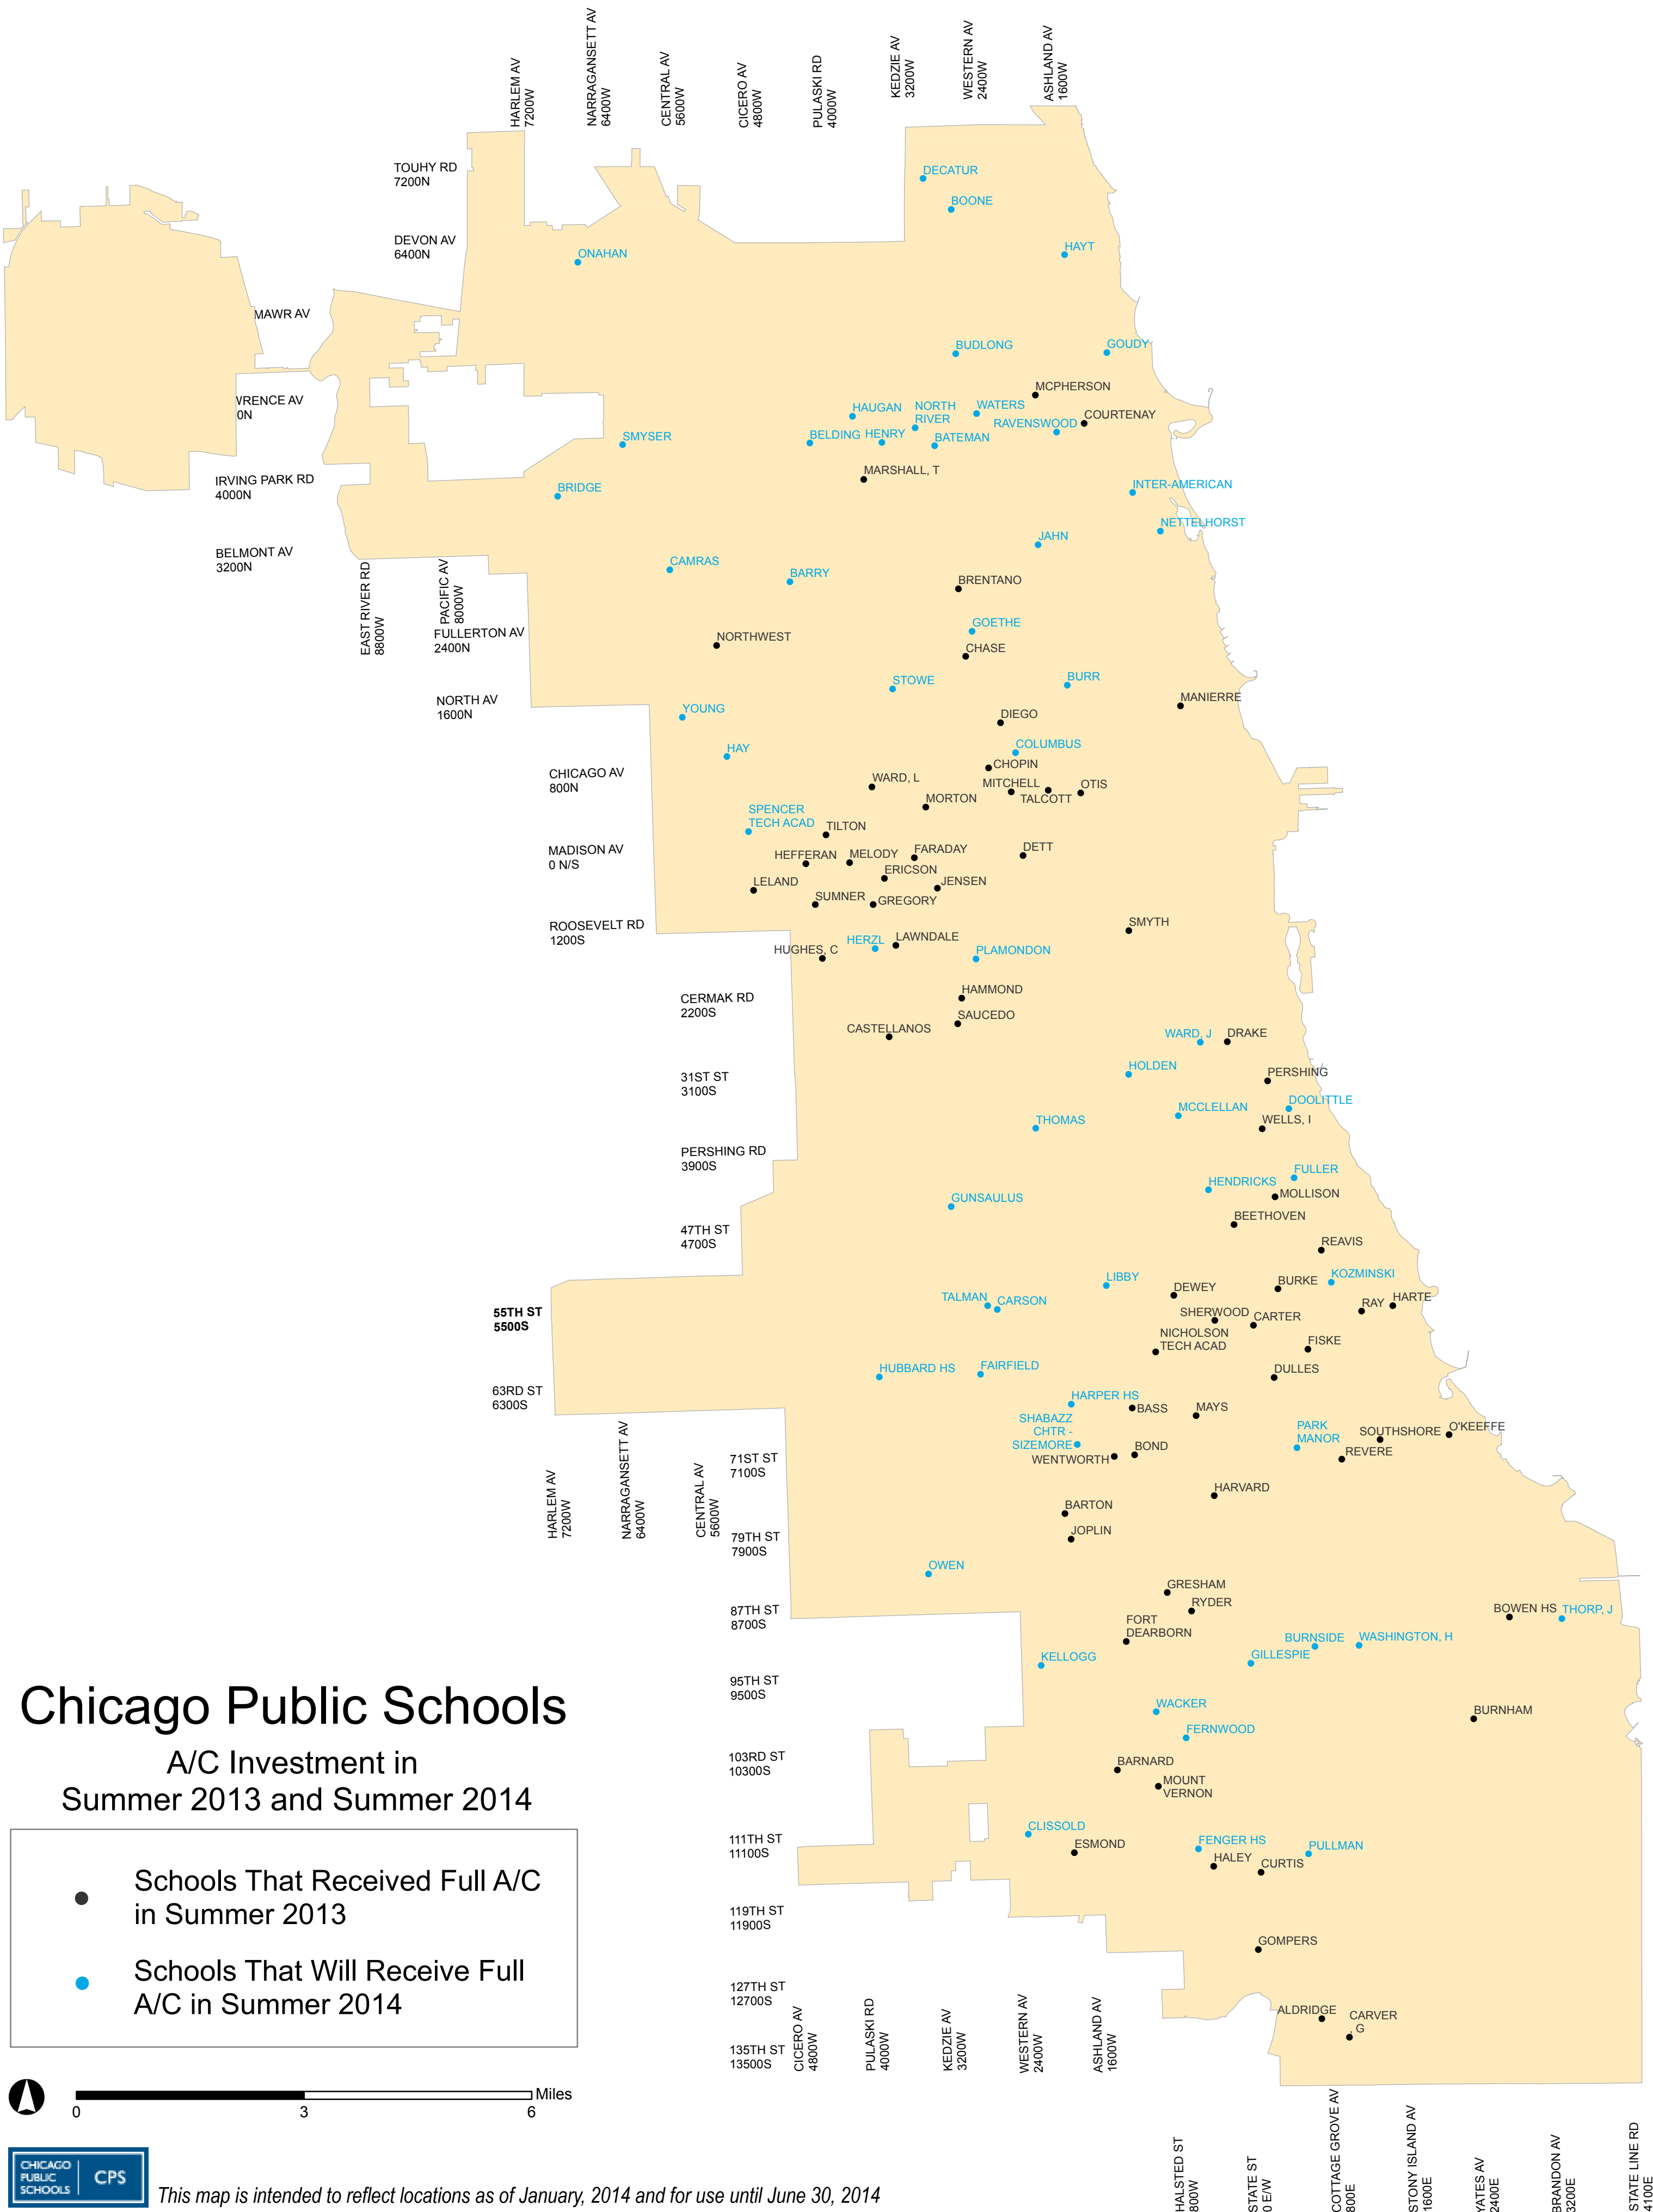 HARLEM AV
7200W
NARRAGANSETT AV
6400W
CENTRAL AV
5600W
CICERO AV
4800W
PULASKI RD
4000W
KEDZIE AV
3200W
WESTERN AV
2400W
ASHLAND AV
1600W
TOUHY RD
7200N
DECATUR
BOONE
DEVON AV
6400N
ONAHAN
HAYT
MAWR AV
BUDLONG
GOUDY
MCPHERSON
WRENCE AV
0N
HAUGAN
NORTH
RIVER
WATERS
RAVENSWOOD
COURTENAY
SMYSER
BELDING
HENRY
BATEMAN
MARSHALL, T
IRVING PARK RD
4000N
BRIDGE
INTER-AMERICAN
NETTELHORST
JAHN
BELMONT AV
3200N
CAMRAS
BARRY
BRENTANO
EAST RIVER RD
8800W
PACIFIC AV
8000W
FULLERTON AV
2400N
GOETHE
NORTHWEST
CHASE
STOWE
BURR
MANIERRE
NORTH AV
1600N
YOUNG
DIEGO
HAY
COLUMBUS
CHOPIN
CHICAGO AV
800N
WARD, L
MITCHELL
OTIS
MORTON
TALCOTT
SPENCER
TECH ACAD
TILTON
MADISON AV
0 N/S
HEFFERAN
MELODY
FARADAY
DETT
ERICSON
LELAND
JENSEN
SUMNER
GREGORY
ROOSEVELT RD
1200S
SMYTH
HERZL
LAWNDALE
HUGHES, C
PLAMONDON
CERMAK RD
2200S
HAMMOND
SAUCEDO
CASTELLANOS
WARD, J
DRAKE
HOLDEN
PERSHING
31ST ST
3100S
MCCLELLAN
DOOLITTLE
THOMAS
WELLS, I
PERSHING RD
3900S
FULLER
HENDRICKS
MOLLISON
GUNSAULUS
BEETHOVEN
47TH ST
4700S
REAVIS
LIBBY
KOZMINSKI
DEWEY
BURKE
TALMAN
CARSON
RAY
HARTE
55TH ST
5500S
SHERWOOD
CARTER
NICHOLSON
TECH ACAD
FISKE
HUBBARD HS
FAIRFIELD
DULLES
63RD ST
6300S
HARPER HS
BASS
MAYS
SHABAZZ
CHTR -
SIZEMORE
PARK
MANOR
SOUTHSHORE
O'KEEFFE
WENTWORTH
BOND
REVERE
71ST ST
7100S
HARLEM AV
7200W
NARRAGANSETT AV
6400W
CENTRAL AV
5600W
HARVARD
BARTON
JOPLIN
79TH ST
7900S
OWEN
GRESHAM
RYDER
87TH ST
8700S
FORT
DEARBORN
BOWEN HS
THORP, J
BURNSIDE
WASHINGTON, H
GILLESPIE
KELLOGG
95TH ST
9500S
WACKER
BURNHAM
FERNWOOD
103RD ST
10300S
BARNARD
MOUNT
VERNON
CLISSOLD
111TH ST
11100S
ESMOND
FENGER HS
PULLMAN
HALEY
CURTIS
119TH ST
11900S
GOMPERS
127TH ST
12700S
ALDRIDGE
CARVER
, G
135TH ST
13500S
CICERO AV
4800W
PULASKI RD
4000W
KEDZIE AV
3200W
WESTERN AV
2400W
ASHLAND AV
1600W
HALSTED ST
800W
STATE ST
0 E/W
COTTAGE GROVE AV
800E
STONY ISLAND AV
1600E
YATES AV
2400E
BRANDON AV
3200E
STATE LINE RD
4100E
Chicago Public Schools
A/C Investment in
Summer 2013 and Summer 2014
Schools That Received Full A/C
in Summer 2013
Schools That Will Receive Full
A/C in Summer 2014
Miles
0 3 6
CHICAGO
PUBLIC
SCHOOLS
CPS
This map is intended to reflect locations as of January, 2014 and for use until June 30, 2014